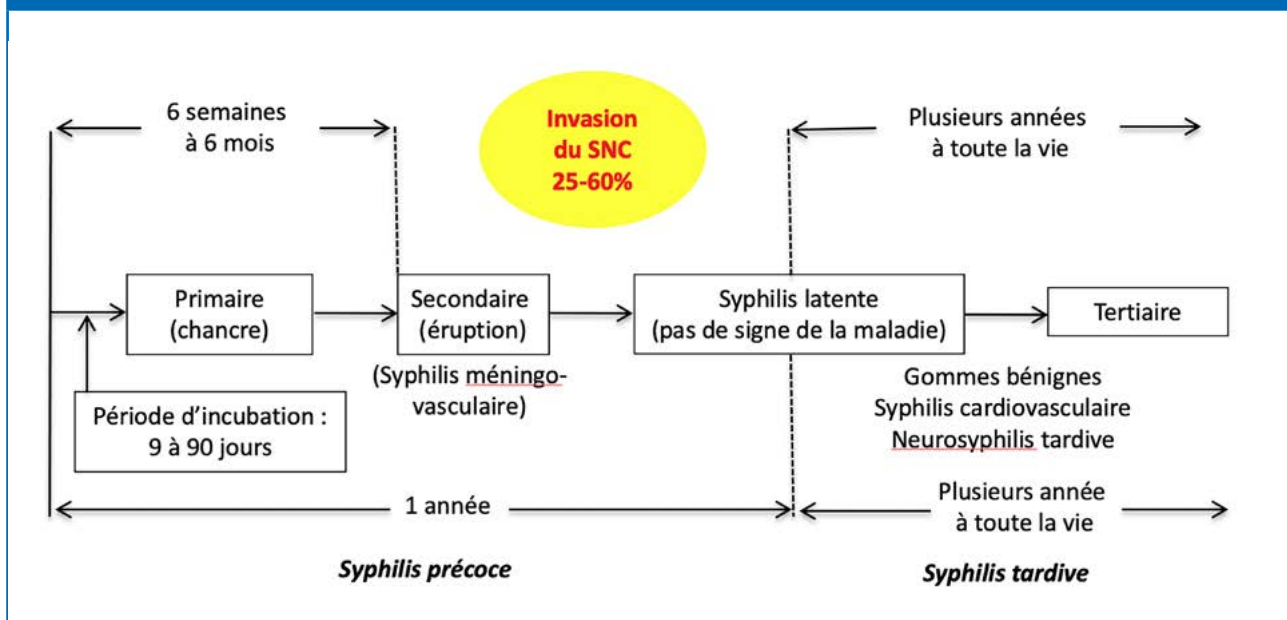 6 semaines
à 6 mois
Invasion
du SNC
25-60%
Plusieurs années
à toute la vie
Primaire
(chancre)
Secondaire
(éruption)
(Syphilis méningo-
vasculaire)
Syphilis latente
(pas de signe de la maladie)
Tertiaire
Période d'incubation :
9 à 90 jours
Gommes bénignes
Syphilis cardiovasculaire
Neurosyphilis tardive
1 année
Plusieurs année
à toute la vie
Syphilis précoce
Syphilis tardive